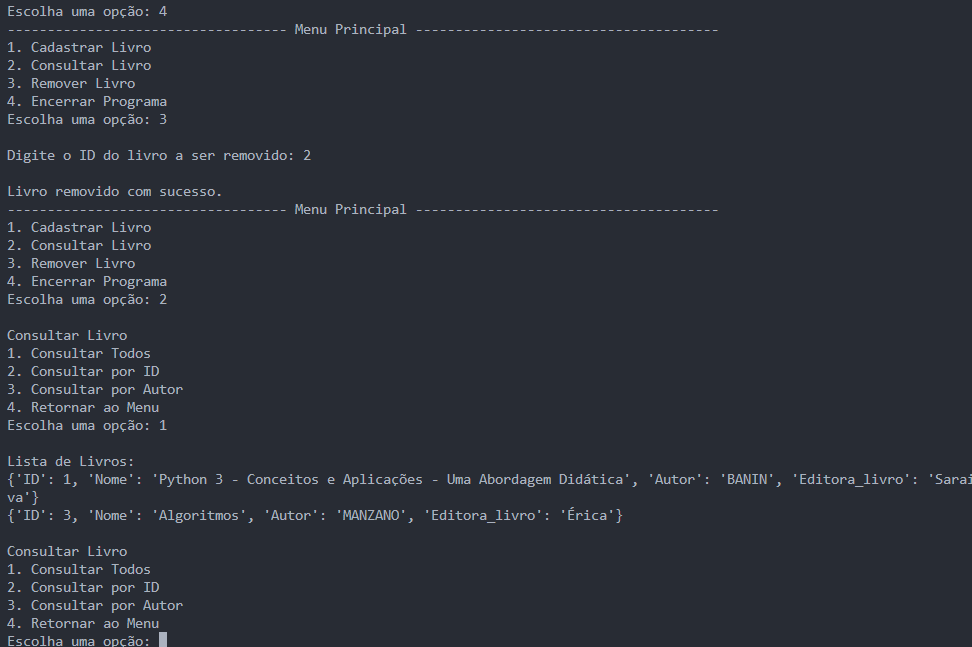 Escolha uma opção: 4
----------------------------------- Menu Principal --------------------------------------
1. Cadastrar Livro
2. Consultar Livro
3. Remover Livro
4. Encerrar Programa
Escolha uma opção: 3
Digite o ID do livro a ser removido: 2
Livro removido com sucesso.
----------------------------------- Menu Principal --------------------------------------
1. Cadastrar Livro
2. Consultar Livro
3. Remover Livro
4. Encerrar Programa
Escolha uma opção: 2
Consultar Livro
1. Consultar Todos
2. Consultar por ID
3. Consultar por Autor
4. Retornar ao Menu
Escolha uma opção: 1
Lista de Livros:
{'ID': 1, 'Nome': 'Python 3 - Conceitos e Aplicações - Uma Abordagem Didática', 'Autor': 'BANIN', 'Editora_livro': 'Sarai
va'}
{'ID': 3, 'Nome': 'Algoritmos', 'Autor': 'MANZANO', 'Editora_livro': 'Érica'}
Consultar Livro
1. Consultar Todos
2. Consultar por ID
3. Consultar por Autor
4. Retornar ao Menu
Escolha uma opção: